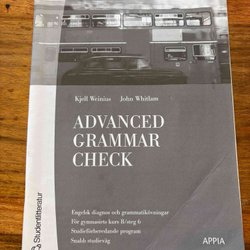 Kjell Weinius John Whitlam
ADVANCED
GRAMMAR
CHECK
Engelsk diagnos och grammatikövningar
För gymnasiets kurs B/steg 6
Studieförberedande program
Snabb studieväg
Studentlitteratur
APPIA